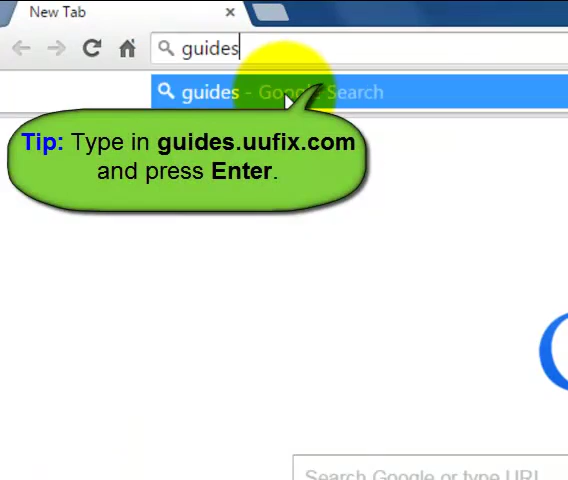 New Tab
guides
guides - Google Search
Tip: Type in guides.uufix.com
and press Enter.
Search Google or type URL